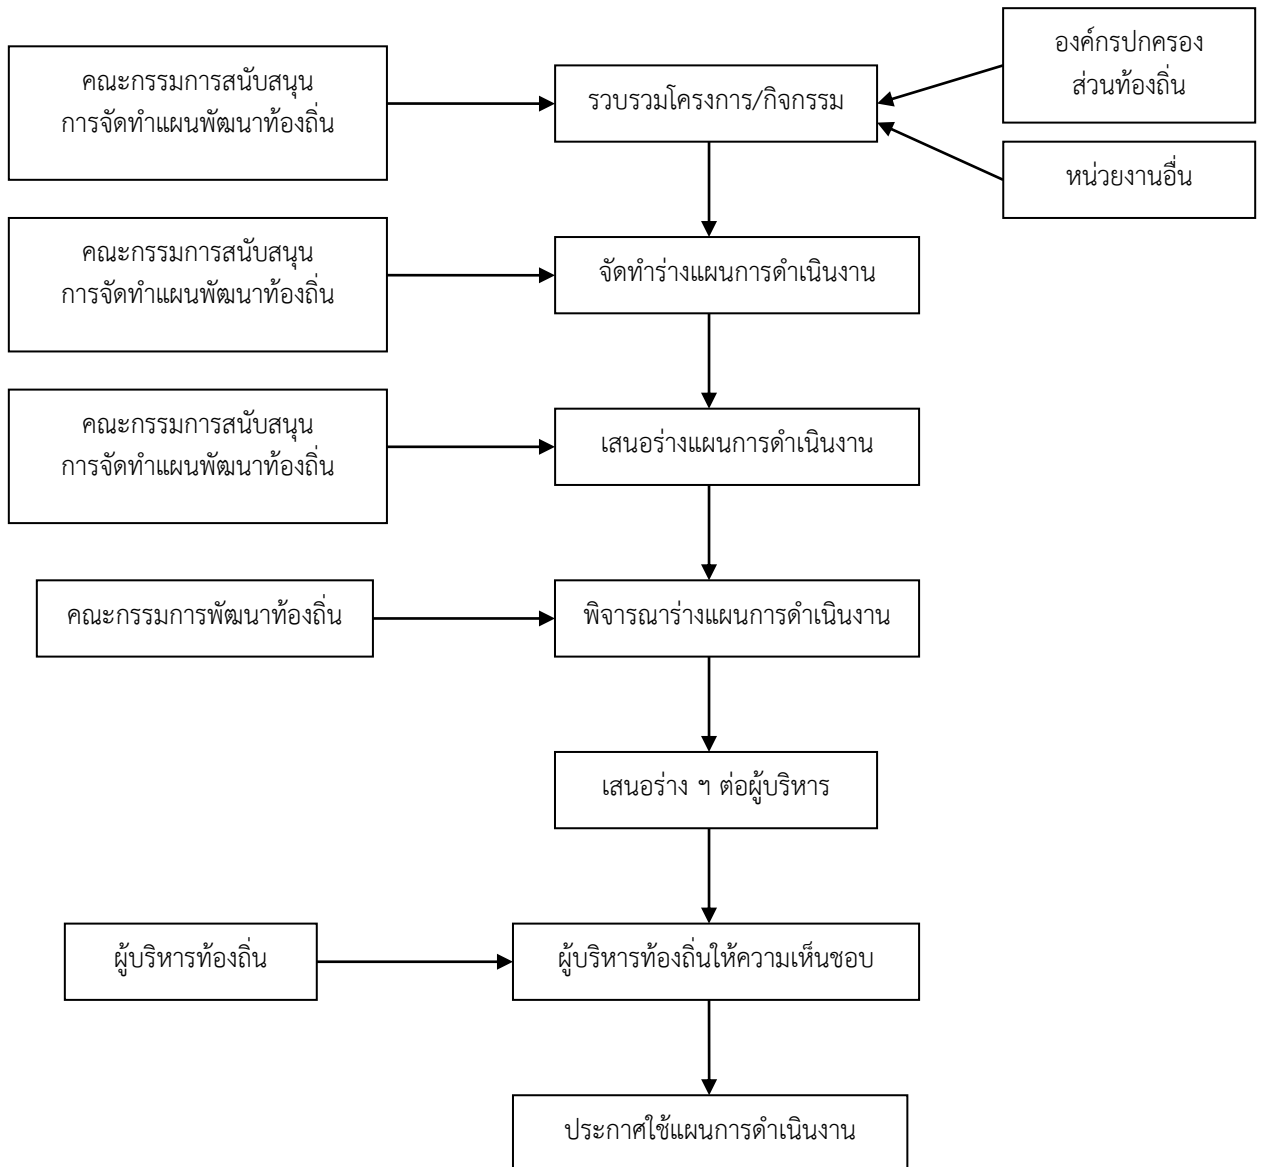 องค์กรปกครอง
ส่วนท้องถิ่น
คณะกรรมการสนับสนุน
การจัดทำแผนพัฒนาท้องถิ่น
รวบรวมโครงการ/กิจกรรม
หน่วยงานอื่น
คณะกรรมการสนับสนุน
การจัดทำแผนพัฒนาท้องถิ่น
จัดทำร่างแผนการดำเนินงาน
คณะกรรมการสนับสนุน
การจัดทำแผนพัฒนาท้องถิ่น
เสนอร่างแผนการดำเนินงาน
คณะกรรมการพัฒนาท้องถิ่น
พิจารณาร่างแผนการดำเนินงาน
เสนอร่าง ฯ ต่อผู้บริหาร
ผู้บริหารท้องถิ่น
ผู้บริหารท้องถิ่นให้ความเห็นชอบ
ประกาศใช้แผนการดำเนินงาน